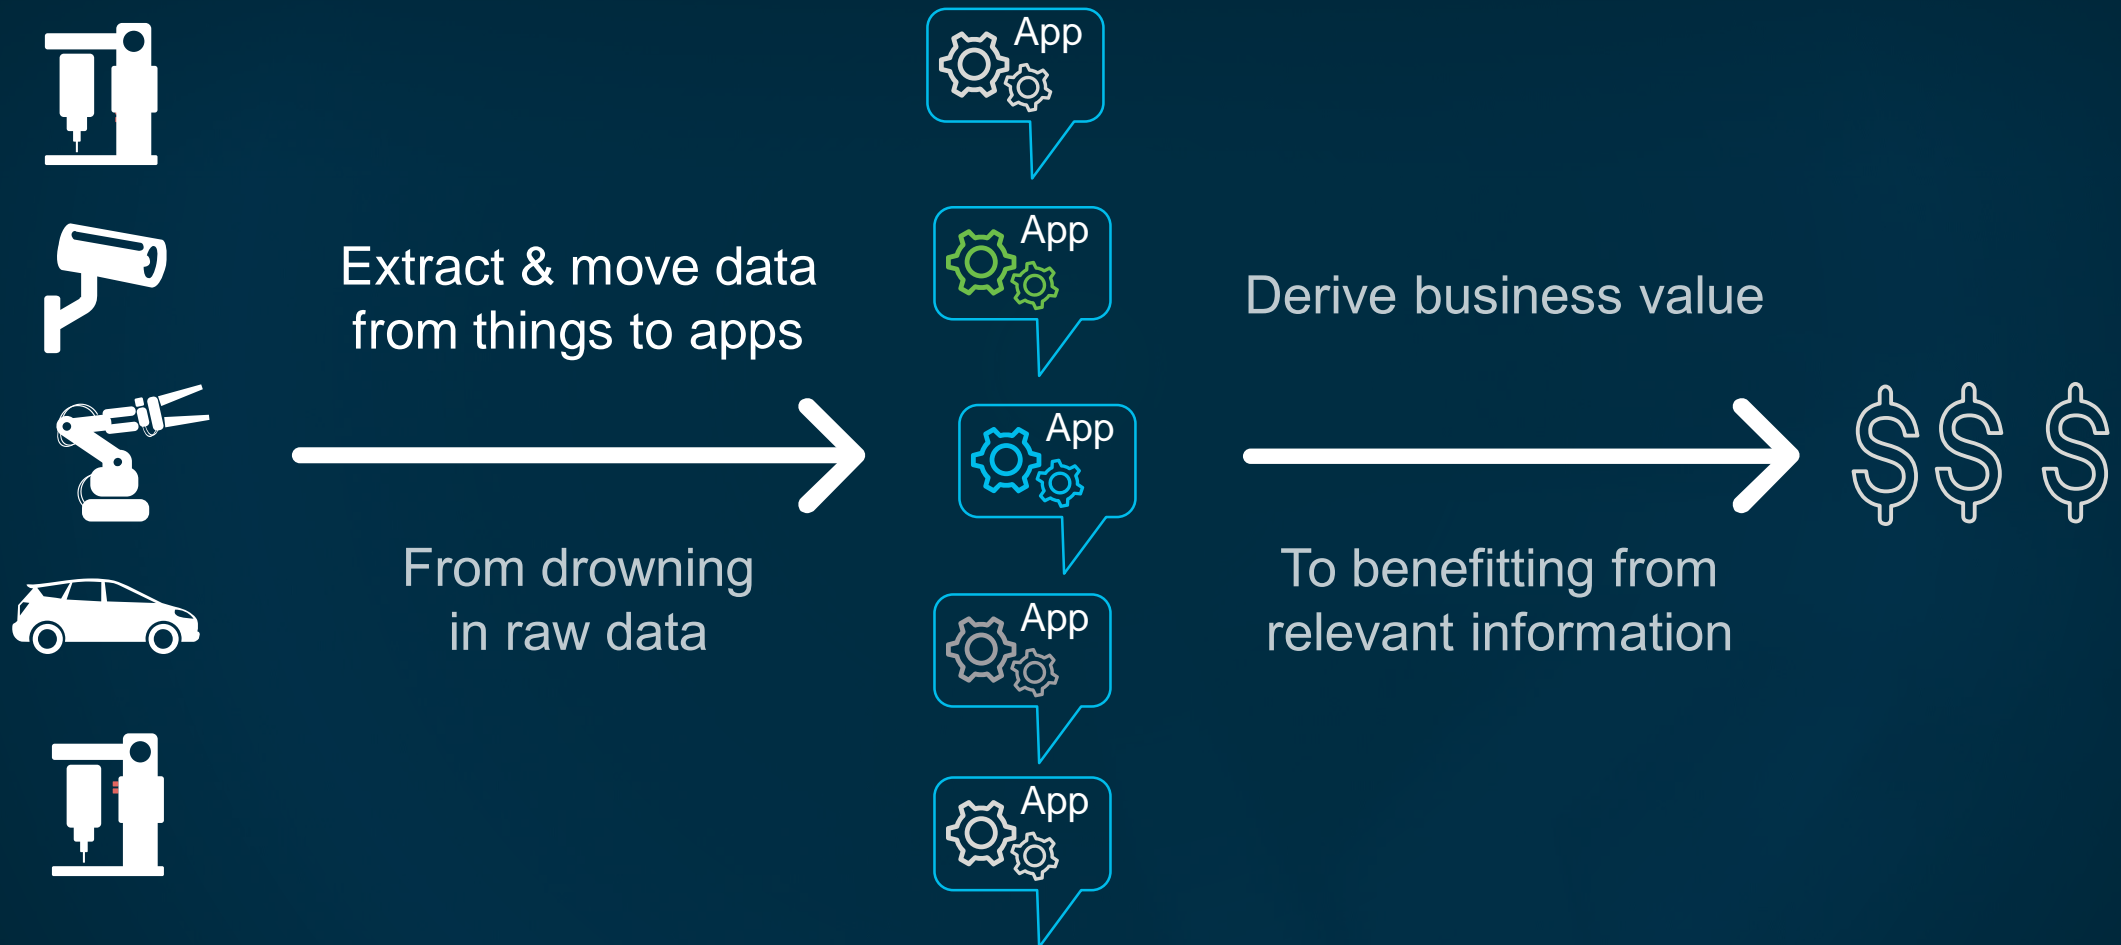 App
App
Extract & move data
from things to apps
Derive business value
App
From drowning
in raw data
To benefitting from
relevant information
App
App
$$ $